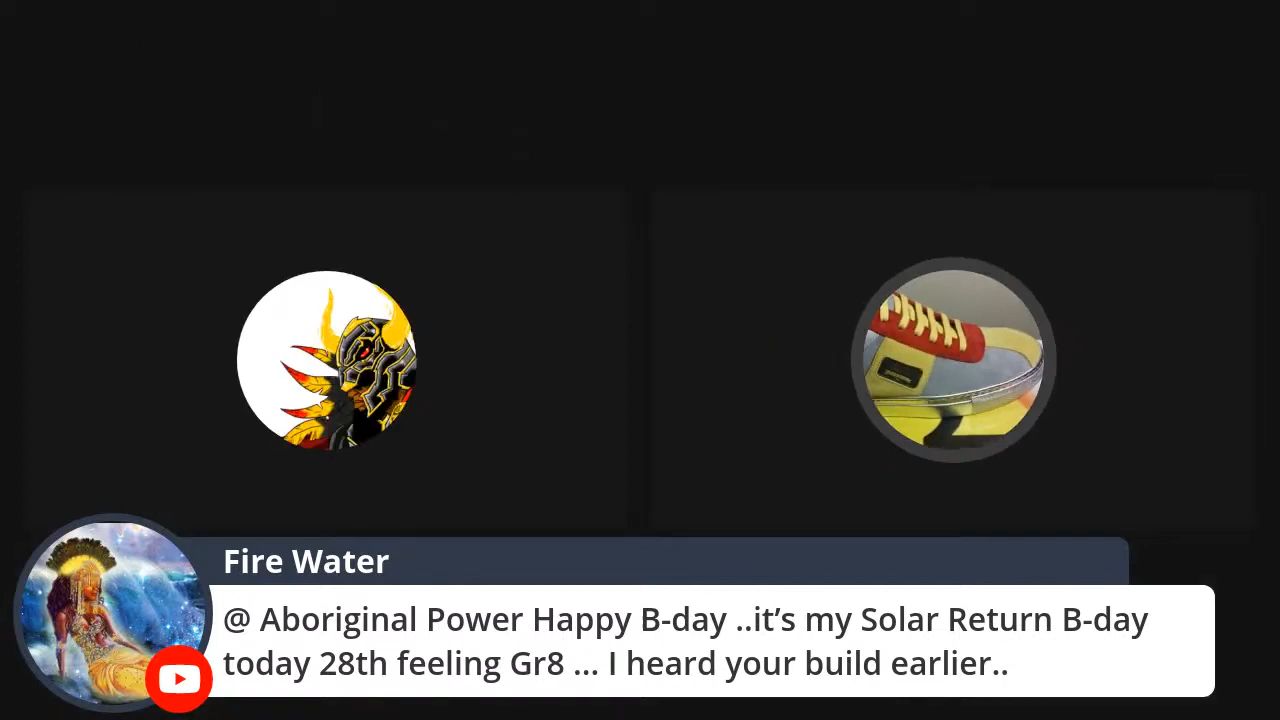 Fire Water
@ Aboriginal Power Happy B-day ..it’s my Solar Return B-day
today 28th feeling Gr8 ... I heard your build earlier..